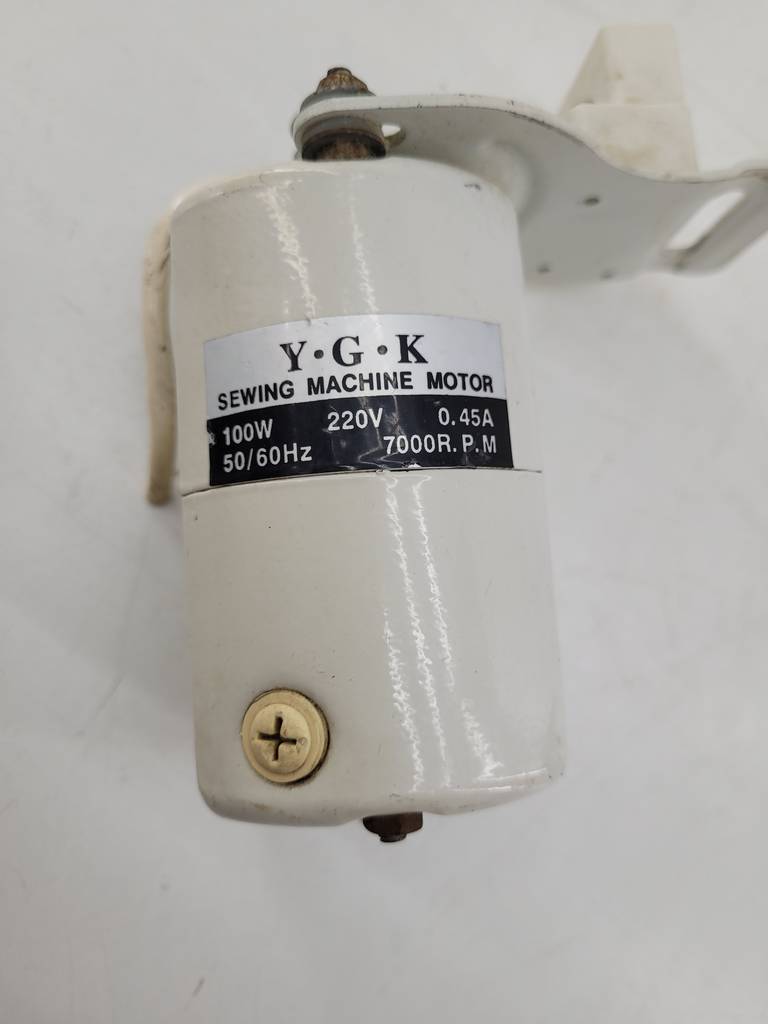 Y·G·K
SEWING MACHINE MOTOR
100W 220V 0.45A
50/60Hz 7000R.P.M